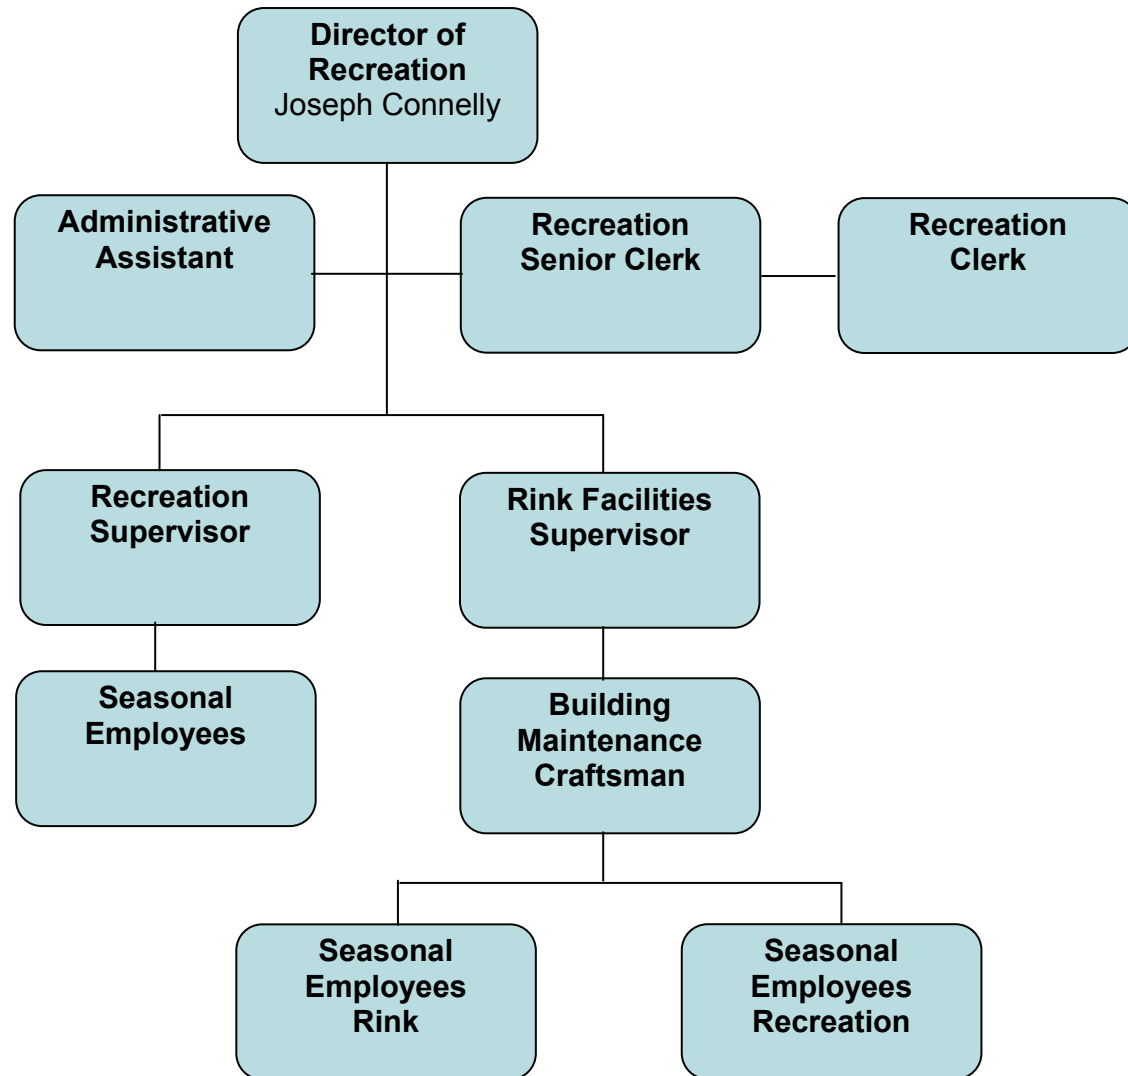 Director of
Recreation
Joseph Connelly
Administrative
Assistant
Recreation
Senior Clerk
Recreation
Clerk
Recreation
Supervisor
Rink Facilities
Supervisor
Seasonal
Employees
Building
Maintenance
Craftsman
Seasonal
Employees
Rink
Seasonal
Employees
Recreation